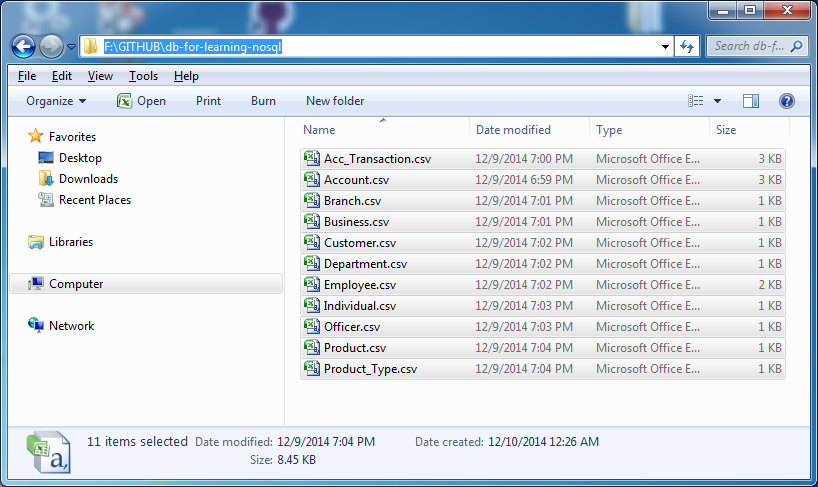 F:\GITHUB\db-for-learning-nosql
Search db-f...
File Edit View Tools Help
Organize Open Print Burn New folder
Name Date modified Type Size
Favorites
Desktop
Downloads
Recent Places
Libraries
Computer
Network
Acc_Transaction.csv 12/9/2014 7:00 PM Microsoft Office E... 3 KB
Account.csv 12/9/2014 6:59 PM Microsoft Office E... 3 KB
Branch.csv 12/9/2014 7:01 PM Microsoft Office E... 1 KB
Business.csv 12/9/2014 7:01 PM Microsoft Office E... 1 KB
Customer.csv 12/9/2014 7:02 PM Microsoft Office E... 1 KB
Department.csv 12/9/2014 7:02 PM Microsoft Office E... 1 KB
Employee.csv 12/9/2014 7:02 PM Microsoft Office E... 2 KB
Individual.csv 12/9/2014 7:03 PM Microsoft Office E... 1 KB
Officer.csv 12/9/2014 7:03 PM Microsoft Office E... 1 KB
Product.csv 12/9/2014 7:04 PM Microsoft Office E... 1 KB
Product_Type.csv 12/9/2014 7:04 PM Microsoft Office E... 1 KB
11 items selected Date modified: 12/9/2014 7:04 PM Date created: 12/10/2014 12:26 AM
Size: 8.45 KB